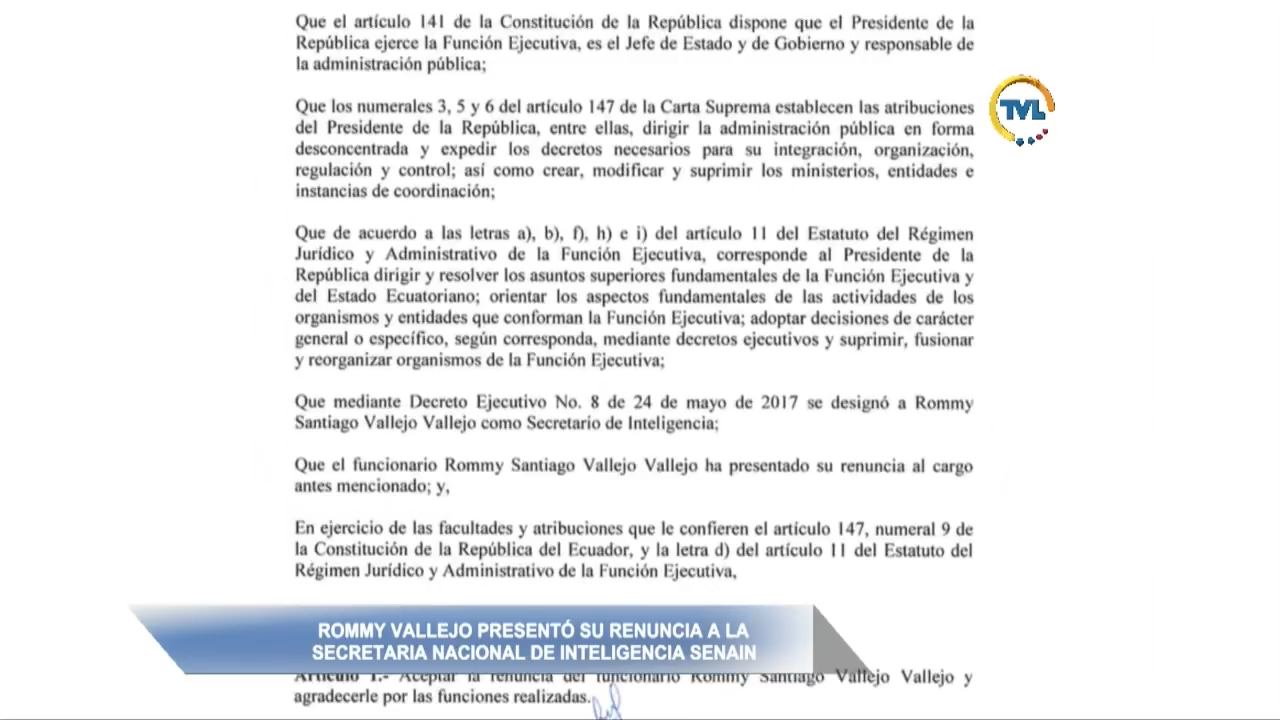 Que el artículo 141 de la Constitución de la República dispone que el Presidente de la
República ejerce la Función Ejecutiva, es el Jefe de Estado y de Gobierno y responsable de
la administración pública;
Que los numerales 3, 5 y 6 del artículo 147 de la Carta Suprema establecen las atribuciones
del Presidente de la República, entre ellas, dirigir la administración pública en forma
desconcentrada y expedir los decretos necesarios para su integración, organización,
regulación y control; así como crear, modificar y suprimir los ministerios, entidades e
instancias de coordinación;
TVL
Que de acuerdo a las letras a), b), f), h) e i) del artículo 11 del Estatuto del Régimen
Jurídico y Administrativo de la Función Ejecutiva, corresponde al Presidente de la
República dirigir y resolver los asuntos superiores fundamentales de la Función Ejecutiva y
del Estado Ecuatoriano; orientar los aspectos fundamentales de las actividades de los
organismos y entidades que conforman la Función Ejecutiva; adoptar decisiones de carácter
general o específico, según corresponda, mediante decretos ejecutivos y suprimir, fusionar
y reorganizar organismos de la Función Ejecutiva;
Que mediante Decreto Ejecutivo No. 8 de 24 de mayo de 2017 se designó a Rommy
Santiago Vallejo Vallejo como Secretario de Inteligencia;
Que el funcionario Rommy Santiago Vallejo Vallejo ha presentado su renuncia al cargo
antes mencionado; y,
En ejercicio de las facultades y atribuciones que le confieren el artículo 147, numeral 9 de
la Constitución de la República del Ecuador, y la letra d) del artículo 11 del Estatuto del
Régimen Jurídico y Administrativo de la Función Ejecutiva,
ROMMY VALLEJO PRESENTÓ SU RENUNCIA A LA
SECRETARIA NACIONAL DE INTELIGENCIA SENAIN
Artículo 1.- Aceptar la renuncia del funcionario Rommy Santiago Vallejo Vallejo y
agradecerle por las funciones realizadas.